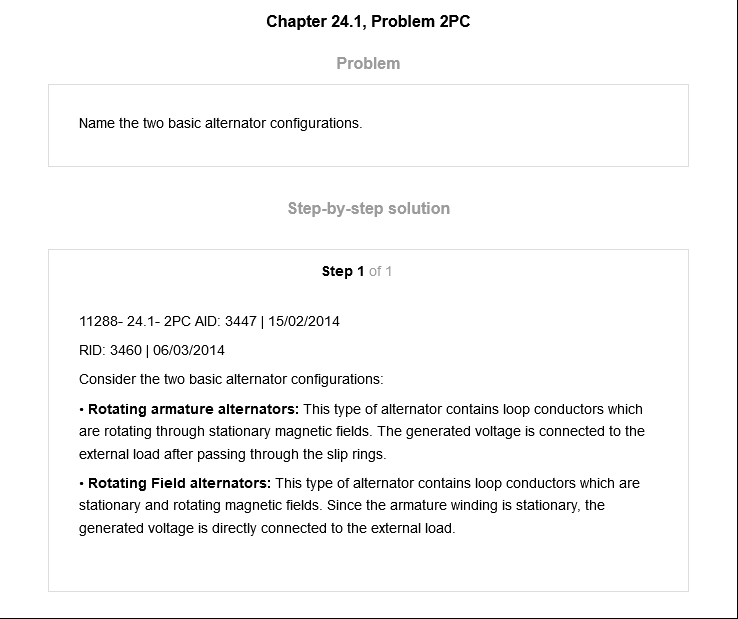 Chapter 24.1, Problem 2PC
Problem
Name the two basic alternator configurations.
Step-by-step solution
Step 1 of 1
11288- 24.1- 2PC AID: 3447 | 15/02/2014
RID: 3460 | 06/03/2014
Consider the two basic alternator configurations:
• Rotating armature alternators: This type of alternator contains loop conductors which
are rotating through stationary magnetic fields. The generated voltage is connected to the
external load after passing through the slip rings.
• Rotating Field alternators: This type of alternator contains loop conductors which are
stationary and rotating magnetic fields. Since the armature winding is stationary, the
generated voltage is directly connected to the external load.